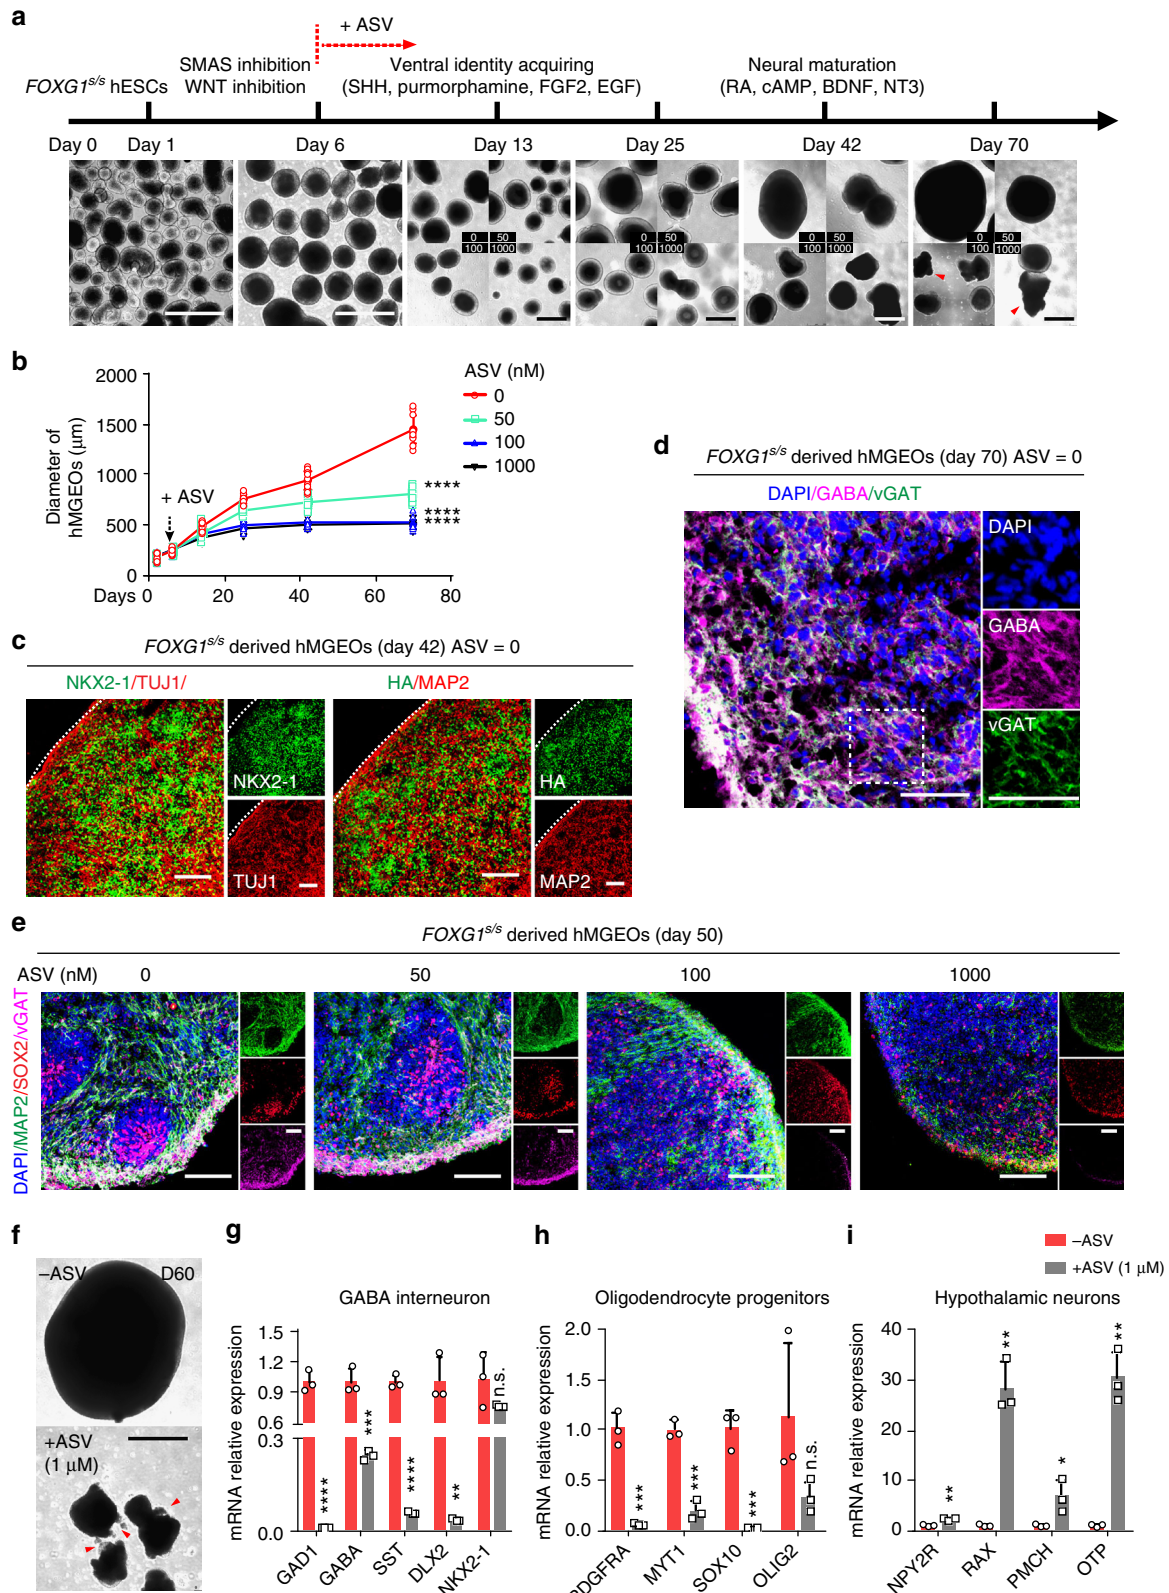 a
+ ASV
SMAS inhibition
WNT inhibition
FOXG1s/s hESCs
Ventral identity acquiring
(SHH, purmorphamine, FGF2, EGF)
Neural maturation
(RA, cAMP, BDNF, NT3)
Day 0 Day 1 Day 6 Day 13 Day 25 Day 42 Day 70
0 50
100 1000
0 50
100 1000
0 50
100 1000
0 50
100 1000
b
Diameter of
hMGEOs (μm)
2000
1500
1000
500
0
+ ASV
Days 0 20 40 60 80
ASV (nM)
0
50
100
1000
****
****
****
c
FOXG1s/s derived hMGEOs (day 42) ASV = 0
NKX2-1/TUJ1/
HA/MAP2
NKX2-1
TUJ1
HA
MAP2
d
FOXG1s/s derived hMGEOs (day 70) ASV = 0
DAPI/GABA/vGAT
DAPI
GABA
vGAT
e
FOXG1s/s derived hMGEOs (day 50)
ASV (nM) 0 50 100 1000
DAPI/MAP2/SOX2/vGAT
f
–ASV D60
+ASV
(1 μM)
g
GABA interneuron
mRNA relative expression
1.5
1.2
0.9
0.6
0.3
0.0
****
***
****
**
n.s.
GAD1 GABA SST DLX2 NKX2-1
h
Oligodendrocyte progenitors
mRNA relative expression
2.0
1.5
1.0
0.5
0.0
***
***
***
n.s.
PDGFRA MYT1 SOX10 OLIG2
i
–ASV
+ASV (1 μM)
Hypothalamic neurons
mRNA relative expression
40
30
20
10
0
**
**
*
**
NPY2R RAX PMCH OTP